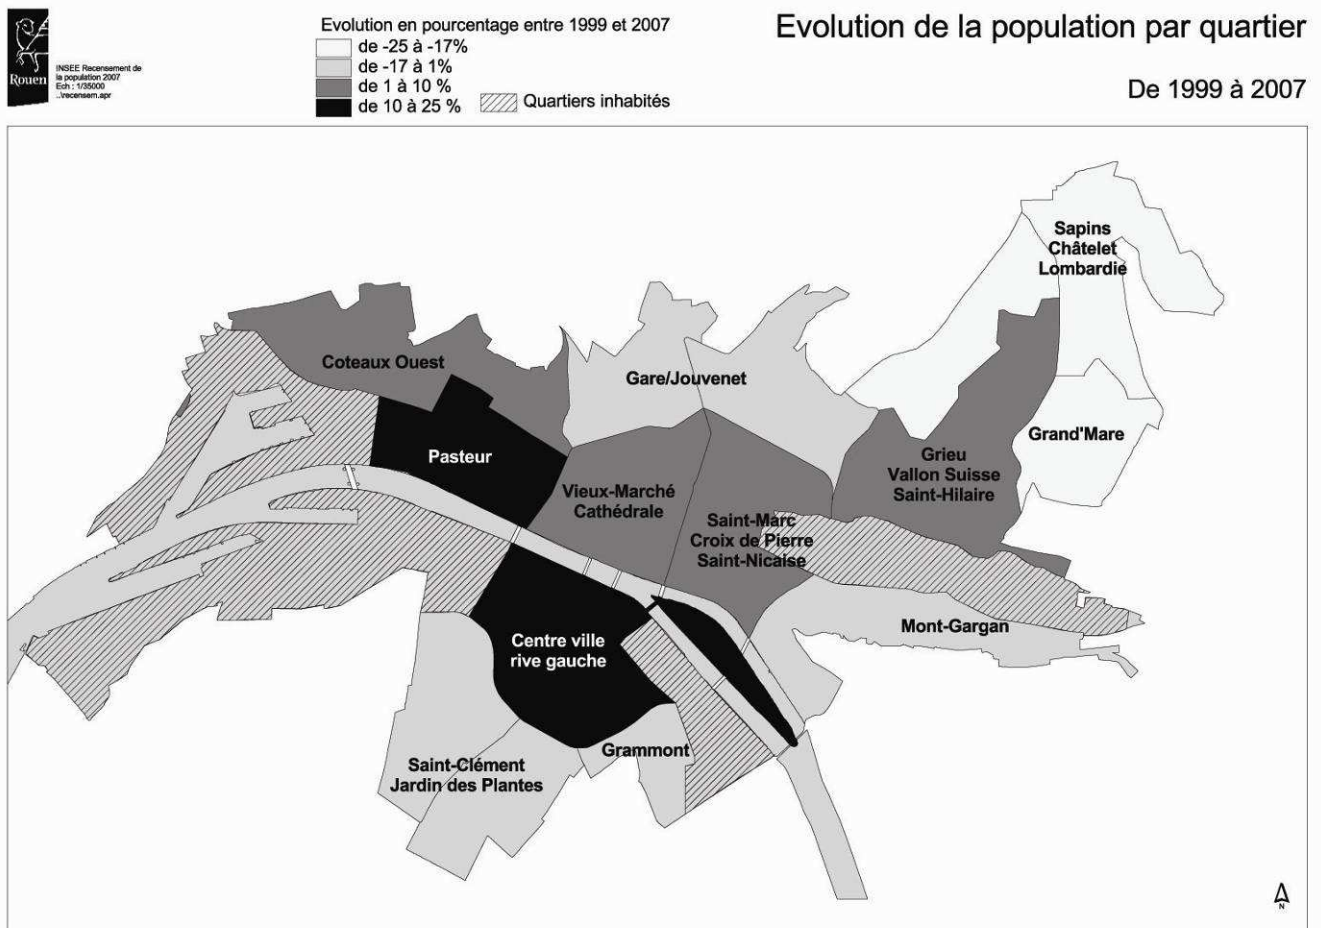 Rouen
INSEE Recensement de
la population 2007
Ech : 1/35000
..\recensem.apr
Evolution en pourcentage entre 1999 et 2007
de -25 à -17%
de -17 à 1%
de 1 à 10 %
de 10 à 25 %
Quartiers inhabités
Evolution de la population par quartier
De 1999 à 2007
Sapins
Châtelet
Lombardie
Coteaux Ouest
Gare/Jouvenet
Grand'Mare
Pasteur
Grieu
Vallon Suisse
Saint-Hilaire
Vieux-Marché
Cathédrale
Saint-Marc
Croix de Pierre
Saint-Nicaise
Mont-Gargan
Centre ville
rive gauche
Grammont
Saint-Clément
Jardin des Plantes
N